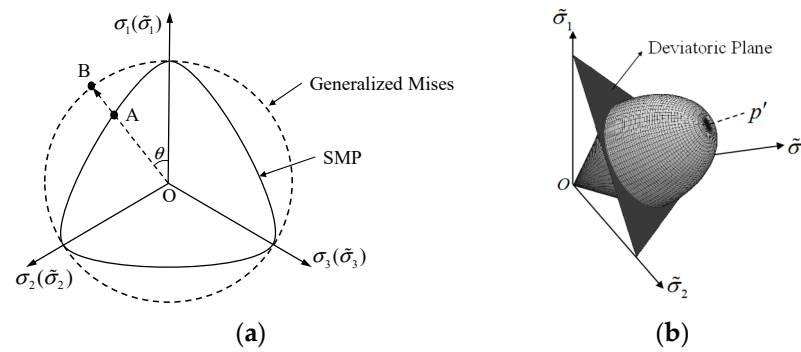 σ₁(σ̃₁)
B
Generalized Mises
A
θ
SMP
O
σ₂(σ̃₂)
σ₃(σ̃₃)
(a)
σ̃₁
Deviatoric Plane
p′
σ̃
O
σ̃₂
(b)